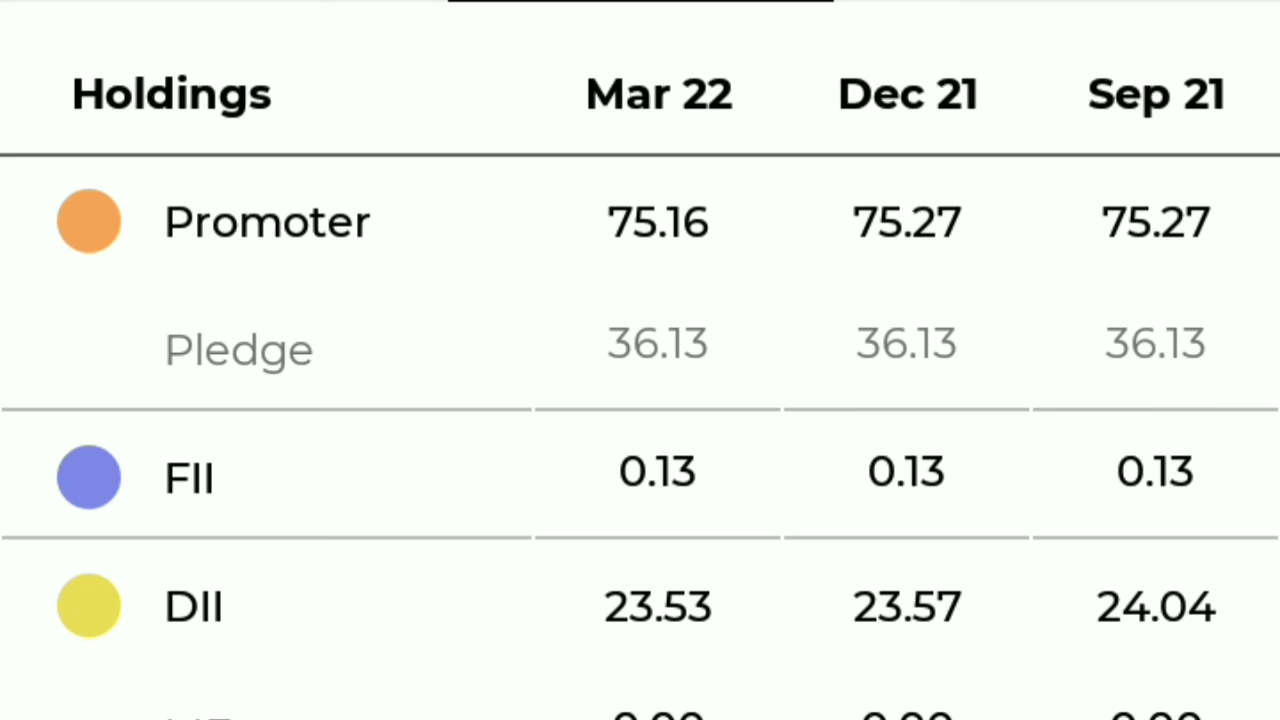 Holdings Mar 22 Dec 21 Sep 21
Promoter 75.16 75.27 75.27
Pledge 36.13 36.13 36.13
FII 0.13 0.13 0.13
DII 23.53 23.57 24.04